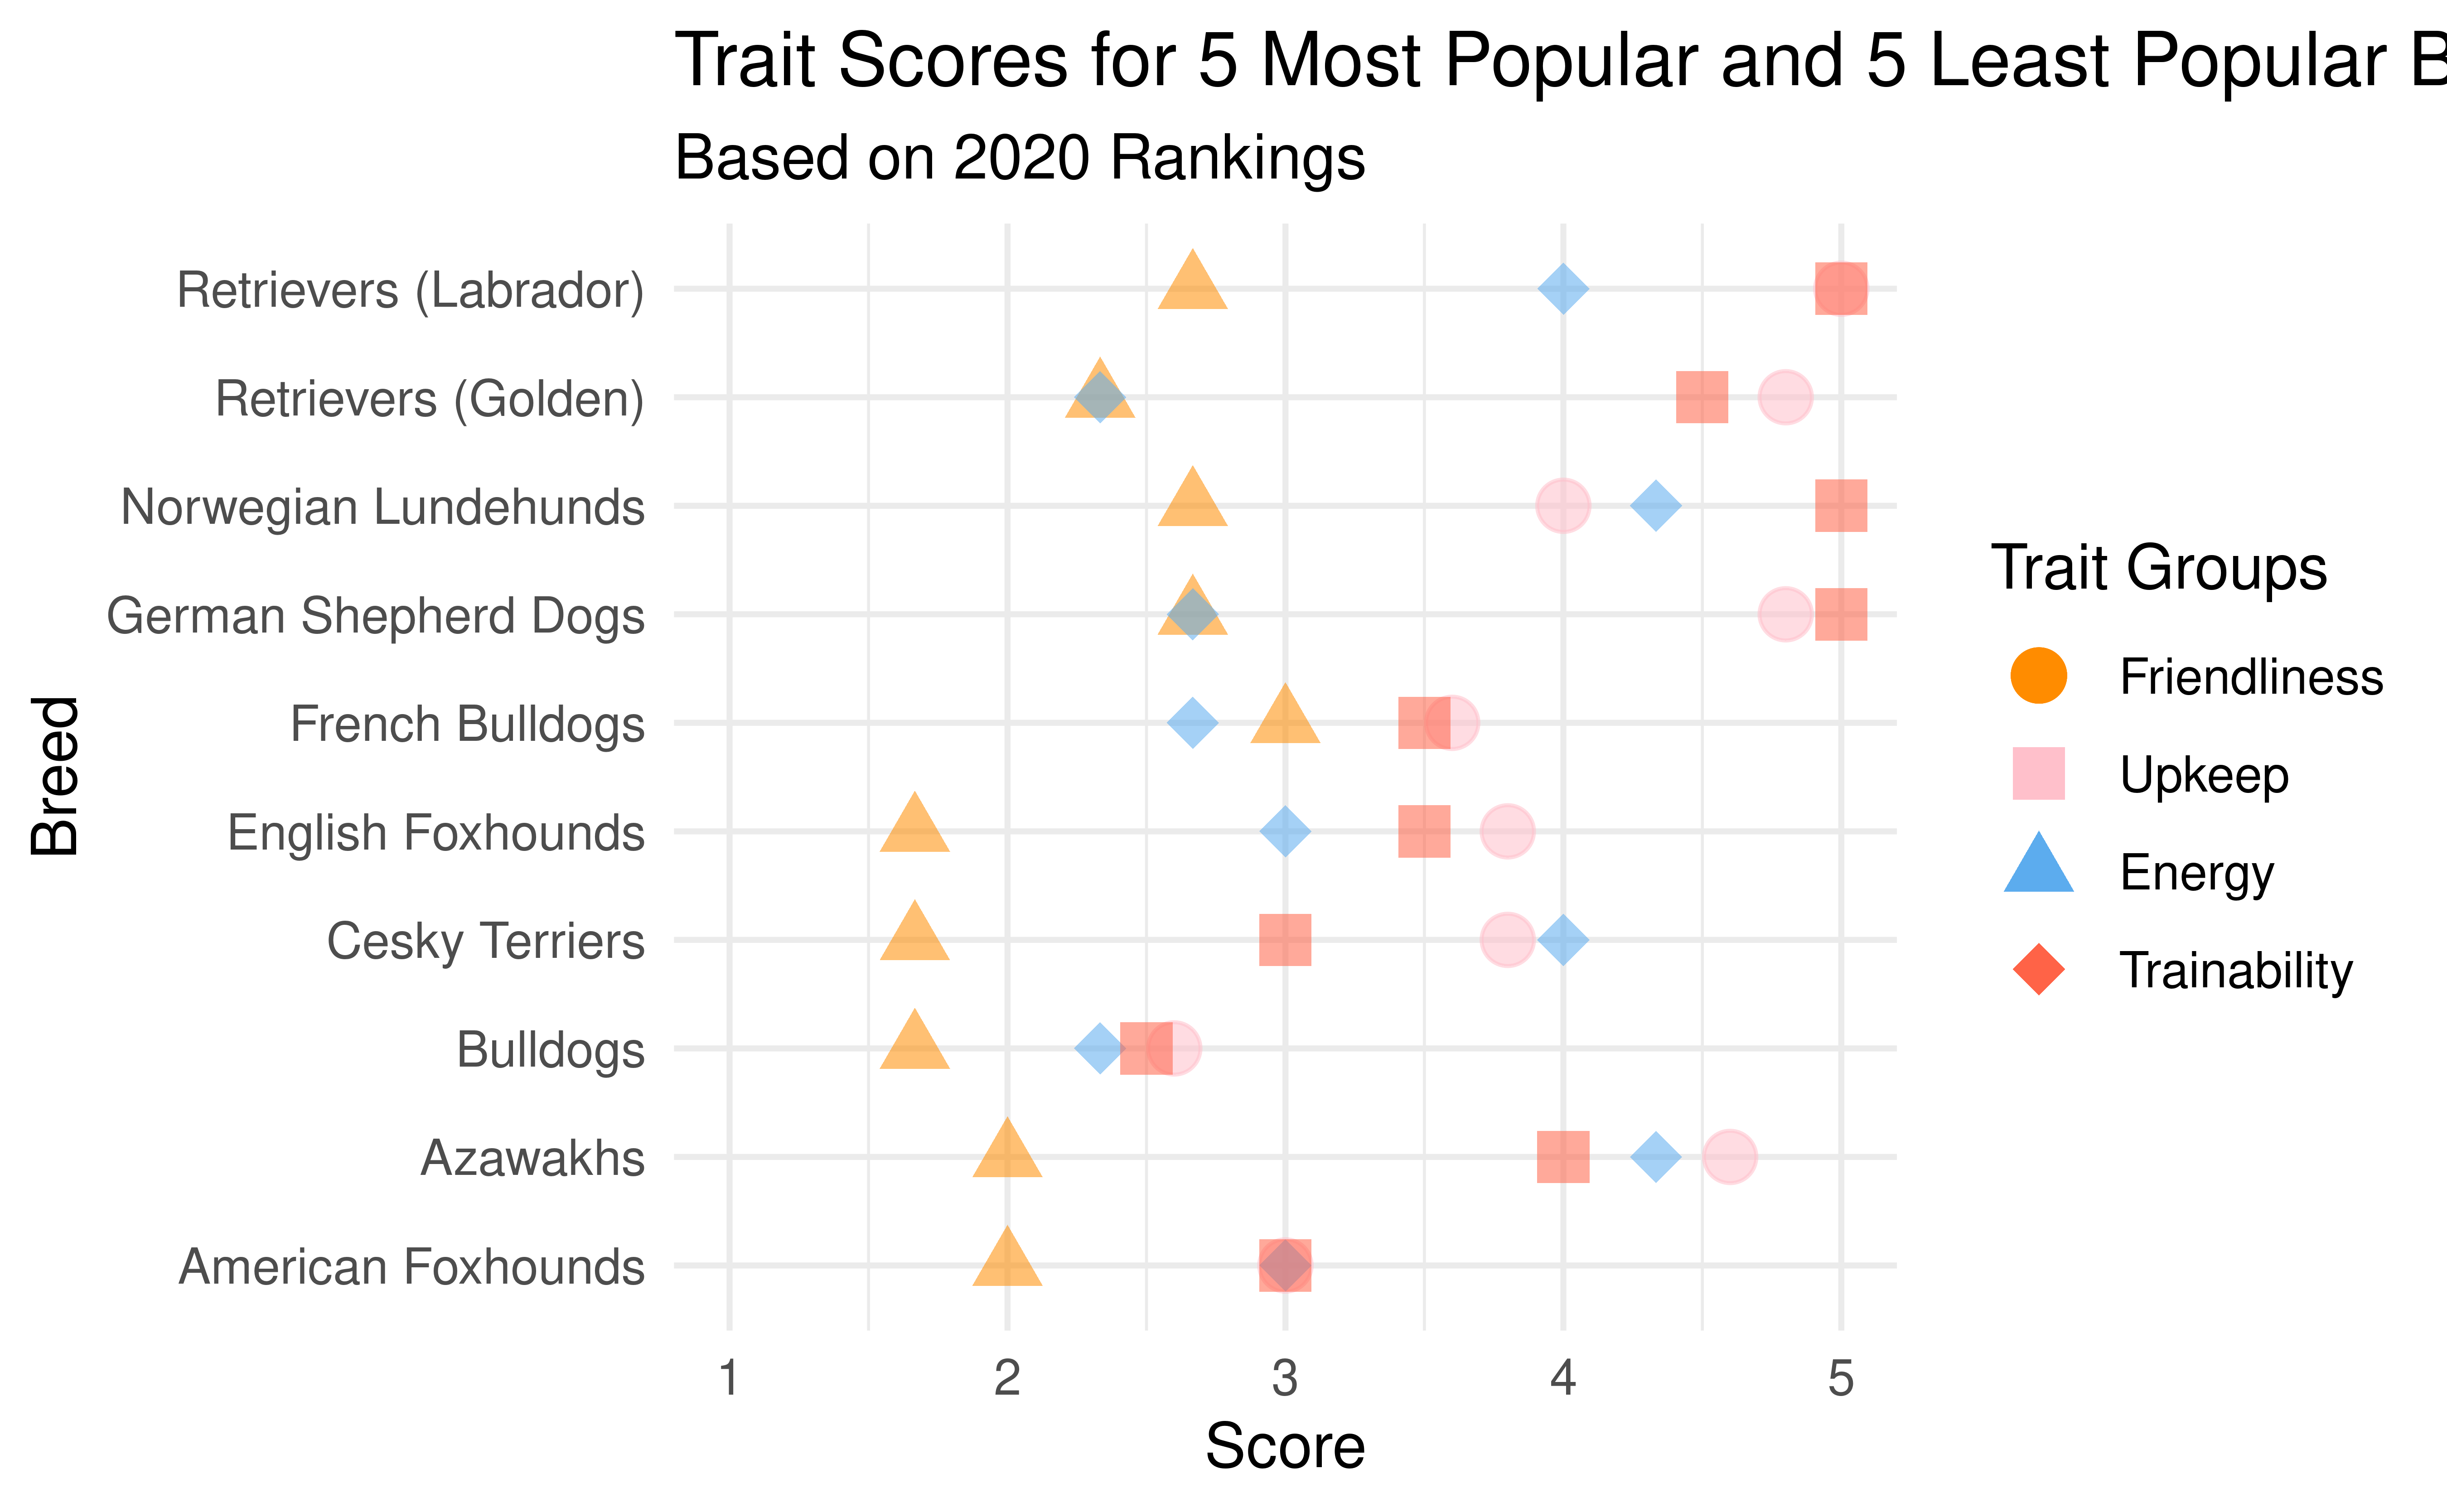 Trait Scores for 5 Most Popular and 5 Least Popular B
Based on 2020 Rankings
Retrievers (Labrador)
Retrievers (Golden)
Norwegian Lundehunds
German Shepherd Dogs
French Bulldogs
English Foxhounds
Cesky Terriers
Bulldogs
Azawakhs
American Foxhounds
Breed
1 2 3 4 5
Score
Trait Groups
Friendliness
Upkeep
Energy
Trainability